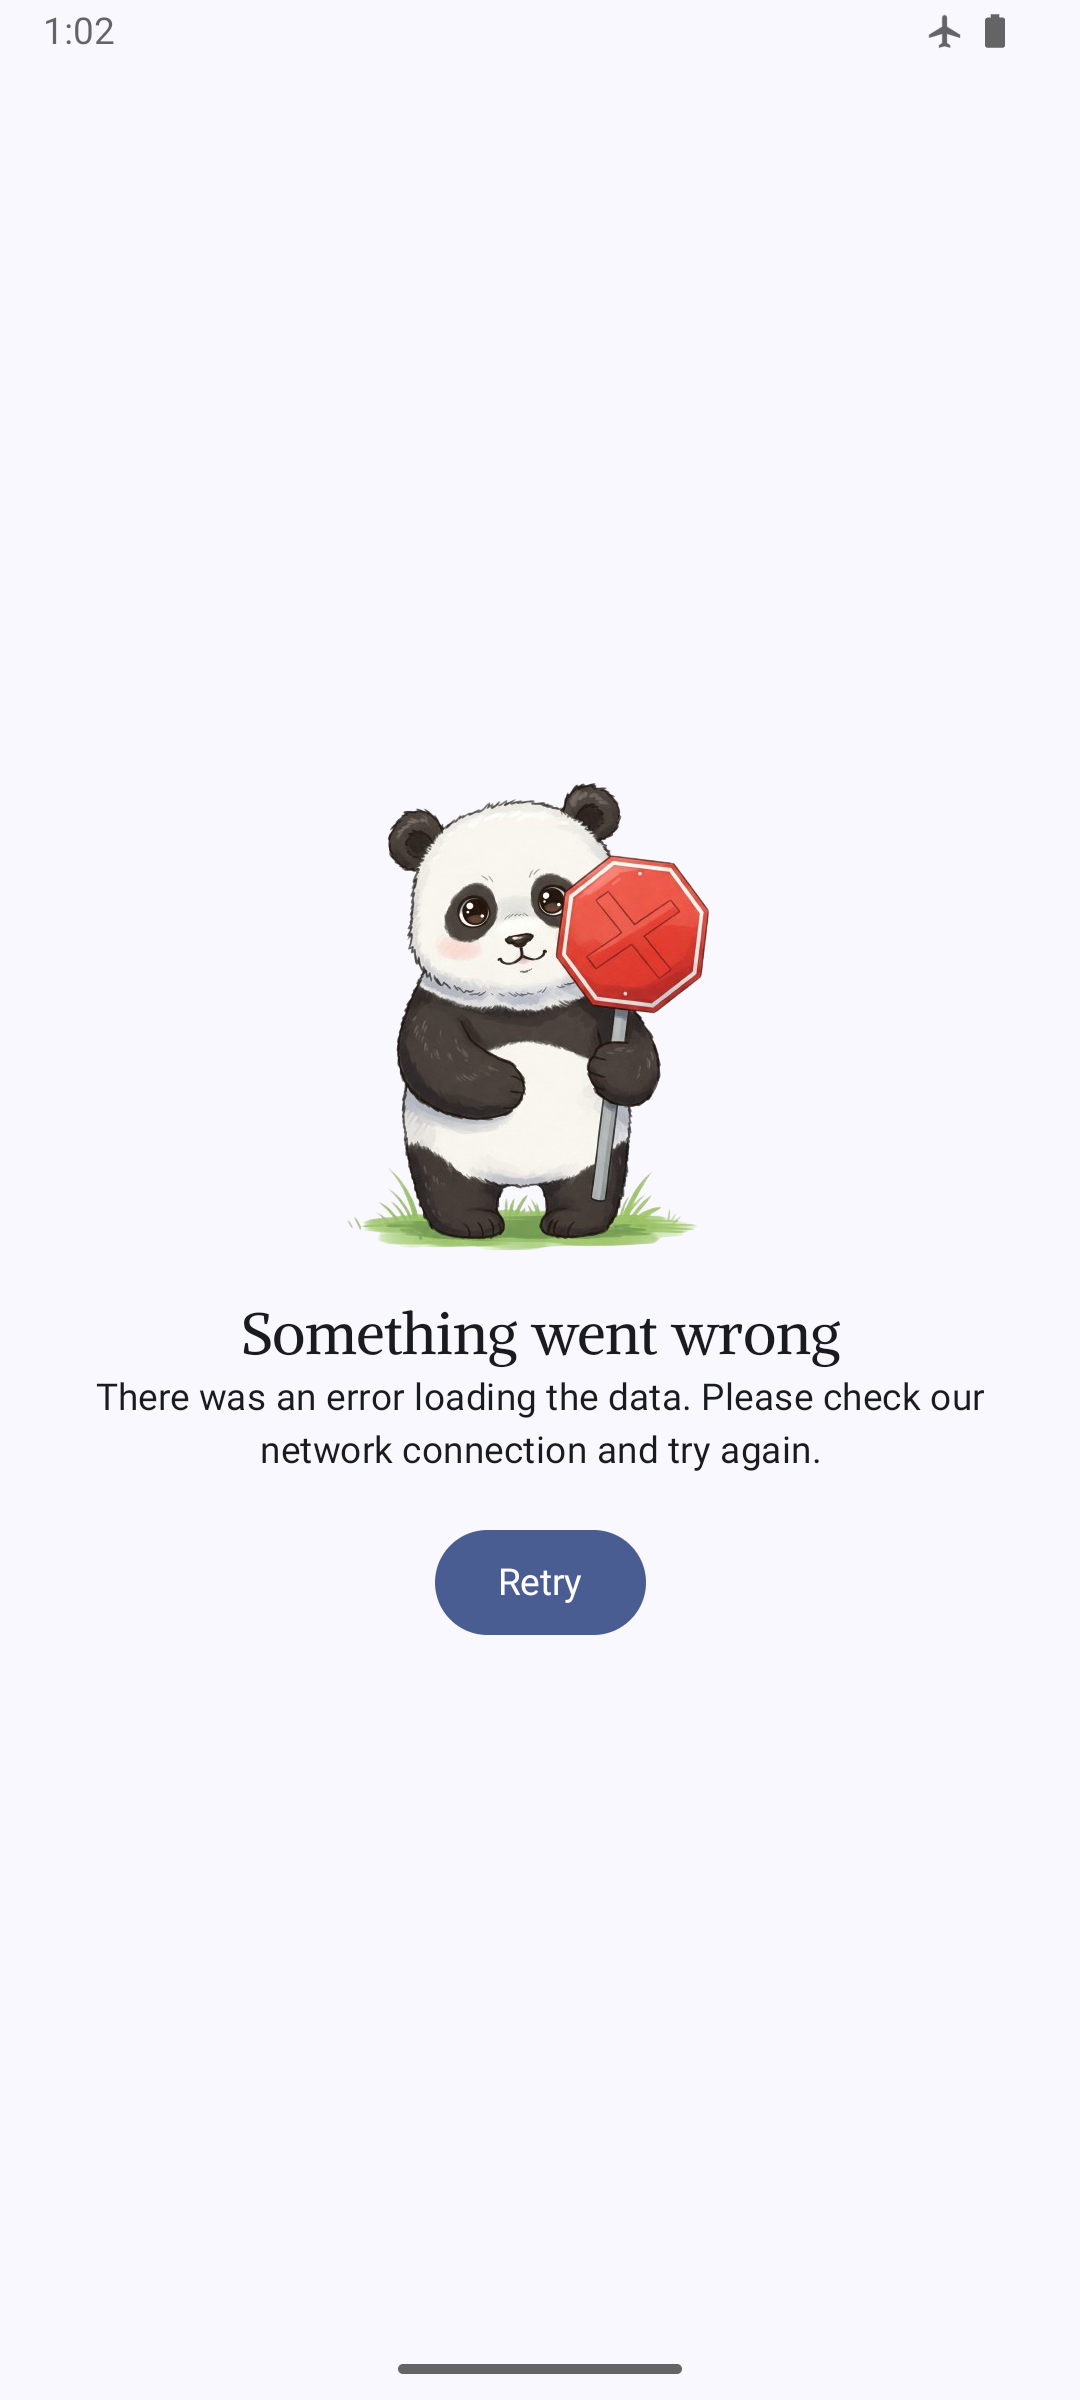 1:02
Something went wrong
There was an error loading the data. Please check our
network connection and try again.
Retry